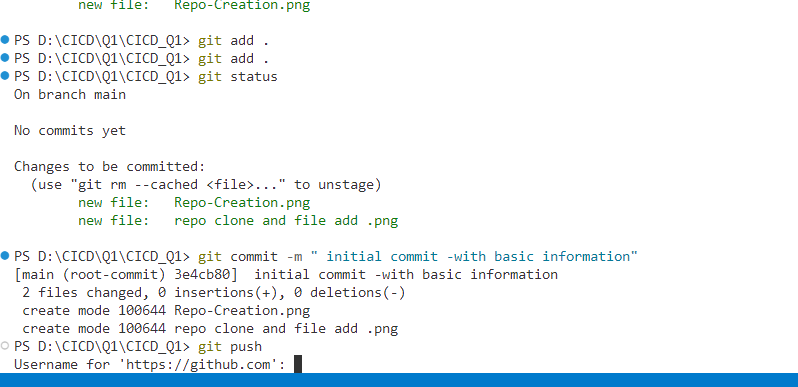 new file:   Repo-Creation.png
PS D:\CICD\Q1\CICD_Q1> git add .
PS D:\CICD\Q1\CICD_Q1> git add .
PS D:\CICD\Q1\CICD_Q1> git status
On branch main
No commits yet
Changes to be committed:
  (use "git rm --cached <file>..." to unstage)
        new file:   Repo-Creation.png
        new file:   repo clone and file add .png
PS D:\CICD\Q1\CICD_Q1> git commit -m " initial commit -with basic information"
[main (root-commit) 3e4cb80]  initial commit -with basic information
 2 files changed, 0 insertions(+), 0 deletions(-)
 create mode 100644 Repo-Creation.png
 create mode 100644 repo clone and file add .png
PS D:\CICD\Q1\CICD_Q1> git push
Username for 'https://github.com':